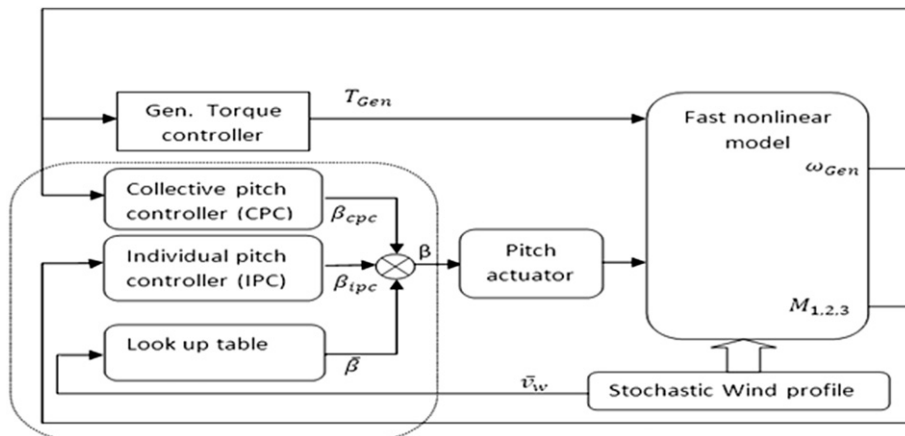 Gen. Torque
controller
T_Gen
Fast nonlinear
model
ω_Gen
Collective pitch
controller (CPC)
β_cpc
Individual pitch
controller (IPC)
β_ipc
β
Pitch
actuator
M_1,2,3
Look up table
β̄
v̄_w
Stochastic Wind profile